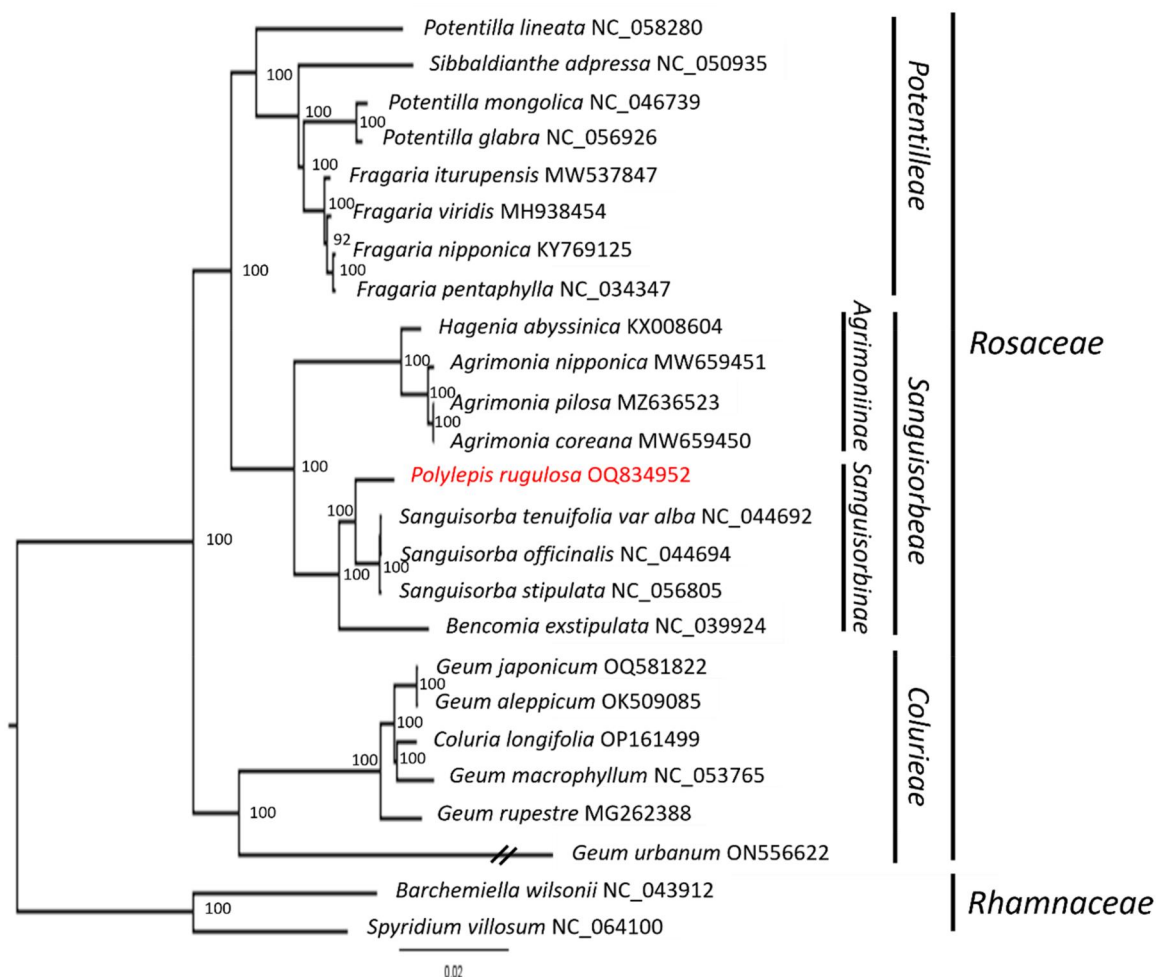 Potentilla lineata NC_058280
100
Sibbaldianthe adpressa NC_050935
Potentilla mongolica NC_046739
100
100
Potentilla glabra NC_056926
100
Fragaria iturupensis MW537847
100
Fragaria viridis MH938454
92
Fragaria nipponica KY769125
100
100
Fragaria pentaphylla NC_034347
Potentilleae
Hagenia abyssinica KX008604
100
Agrimonia nipponica MW659451
100
Agrimonia pilosa MZ636523
100
Agrimonia coreana MW659450
Agrimoniinae
100
Polylepis rugulosa OQ834952
100
Sanguisorba tenuifolia var alba NC_044692
Sanguisorba officinalis NC_044694
100
100
Sanguisorba stipulata NC_056805
Bencomia exstipulata NC_039924
Sanguisorbinae
Sanguisorbeae
100
Geum japonicum OQ581822
100
Geum aleppicum OK509085
100
Coluria longifolia OP161499
100
100
Geum macrophyllum NC_053765
Geum rupestre MG262388
100
Geum urbanum ON556622
Colurieae
Rosaceae
Barchemiella wilsonii NC_043912
100
Spyridium villosum NC_064100
Rhamnaceae
0.02